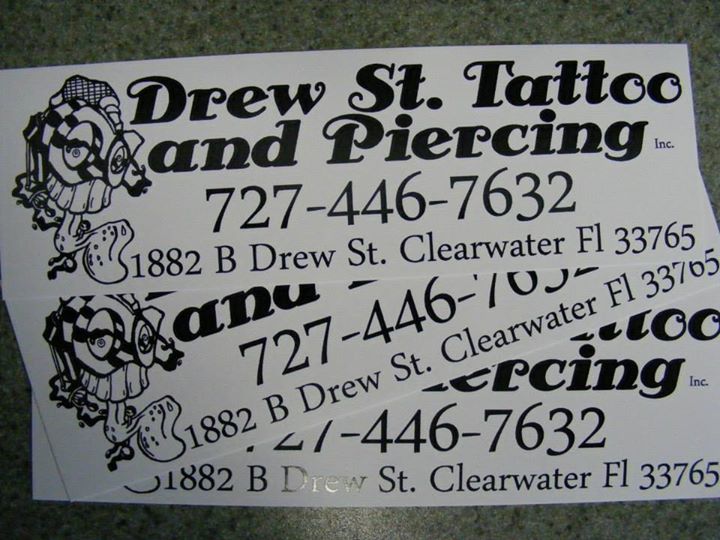 Drew St. Tattoo
and Piercing Inc.
727-446-7632
1882 B Drew St. Clearwater Fl 33765
and
727-446-7632
1882 B Drew St. Clearwater Fl 33765
Tattoo
ercing Inc.
727-446-7632
1882 B Drew St. Clearwater Fl 33765